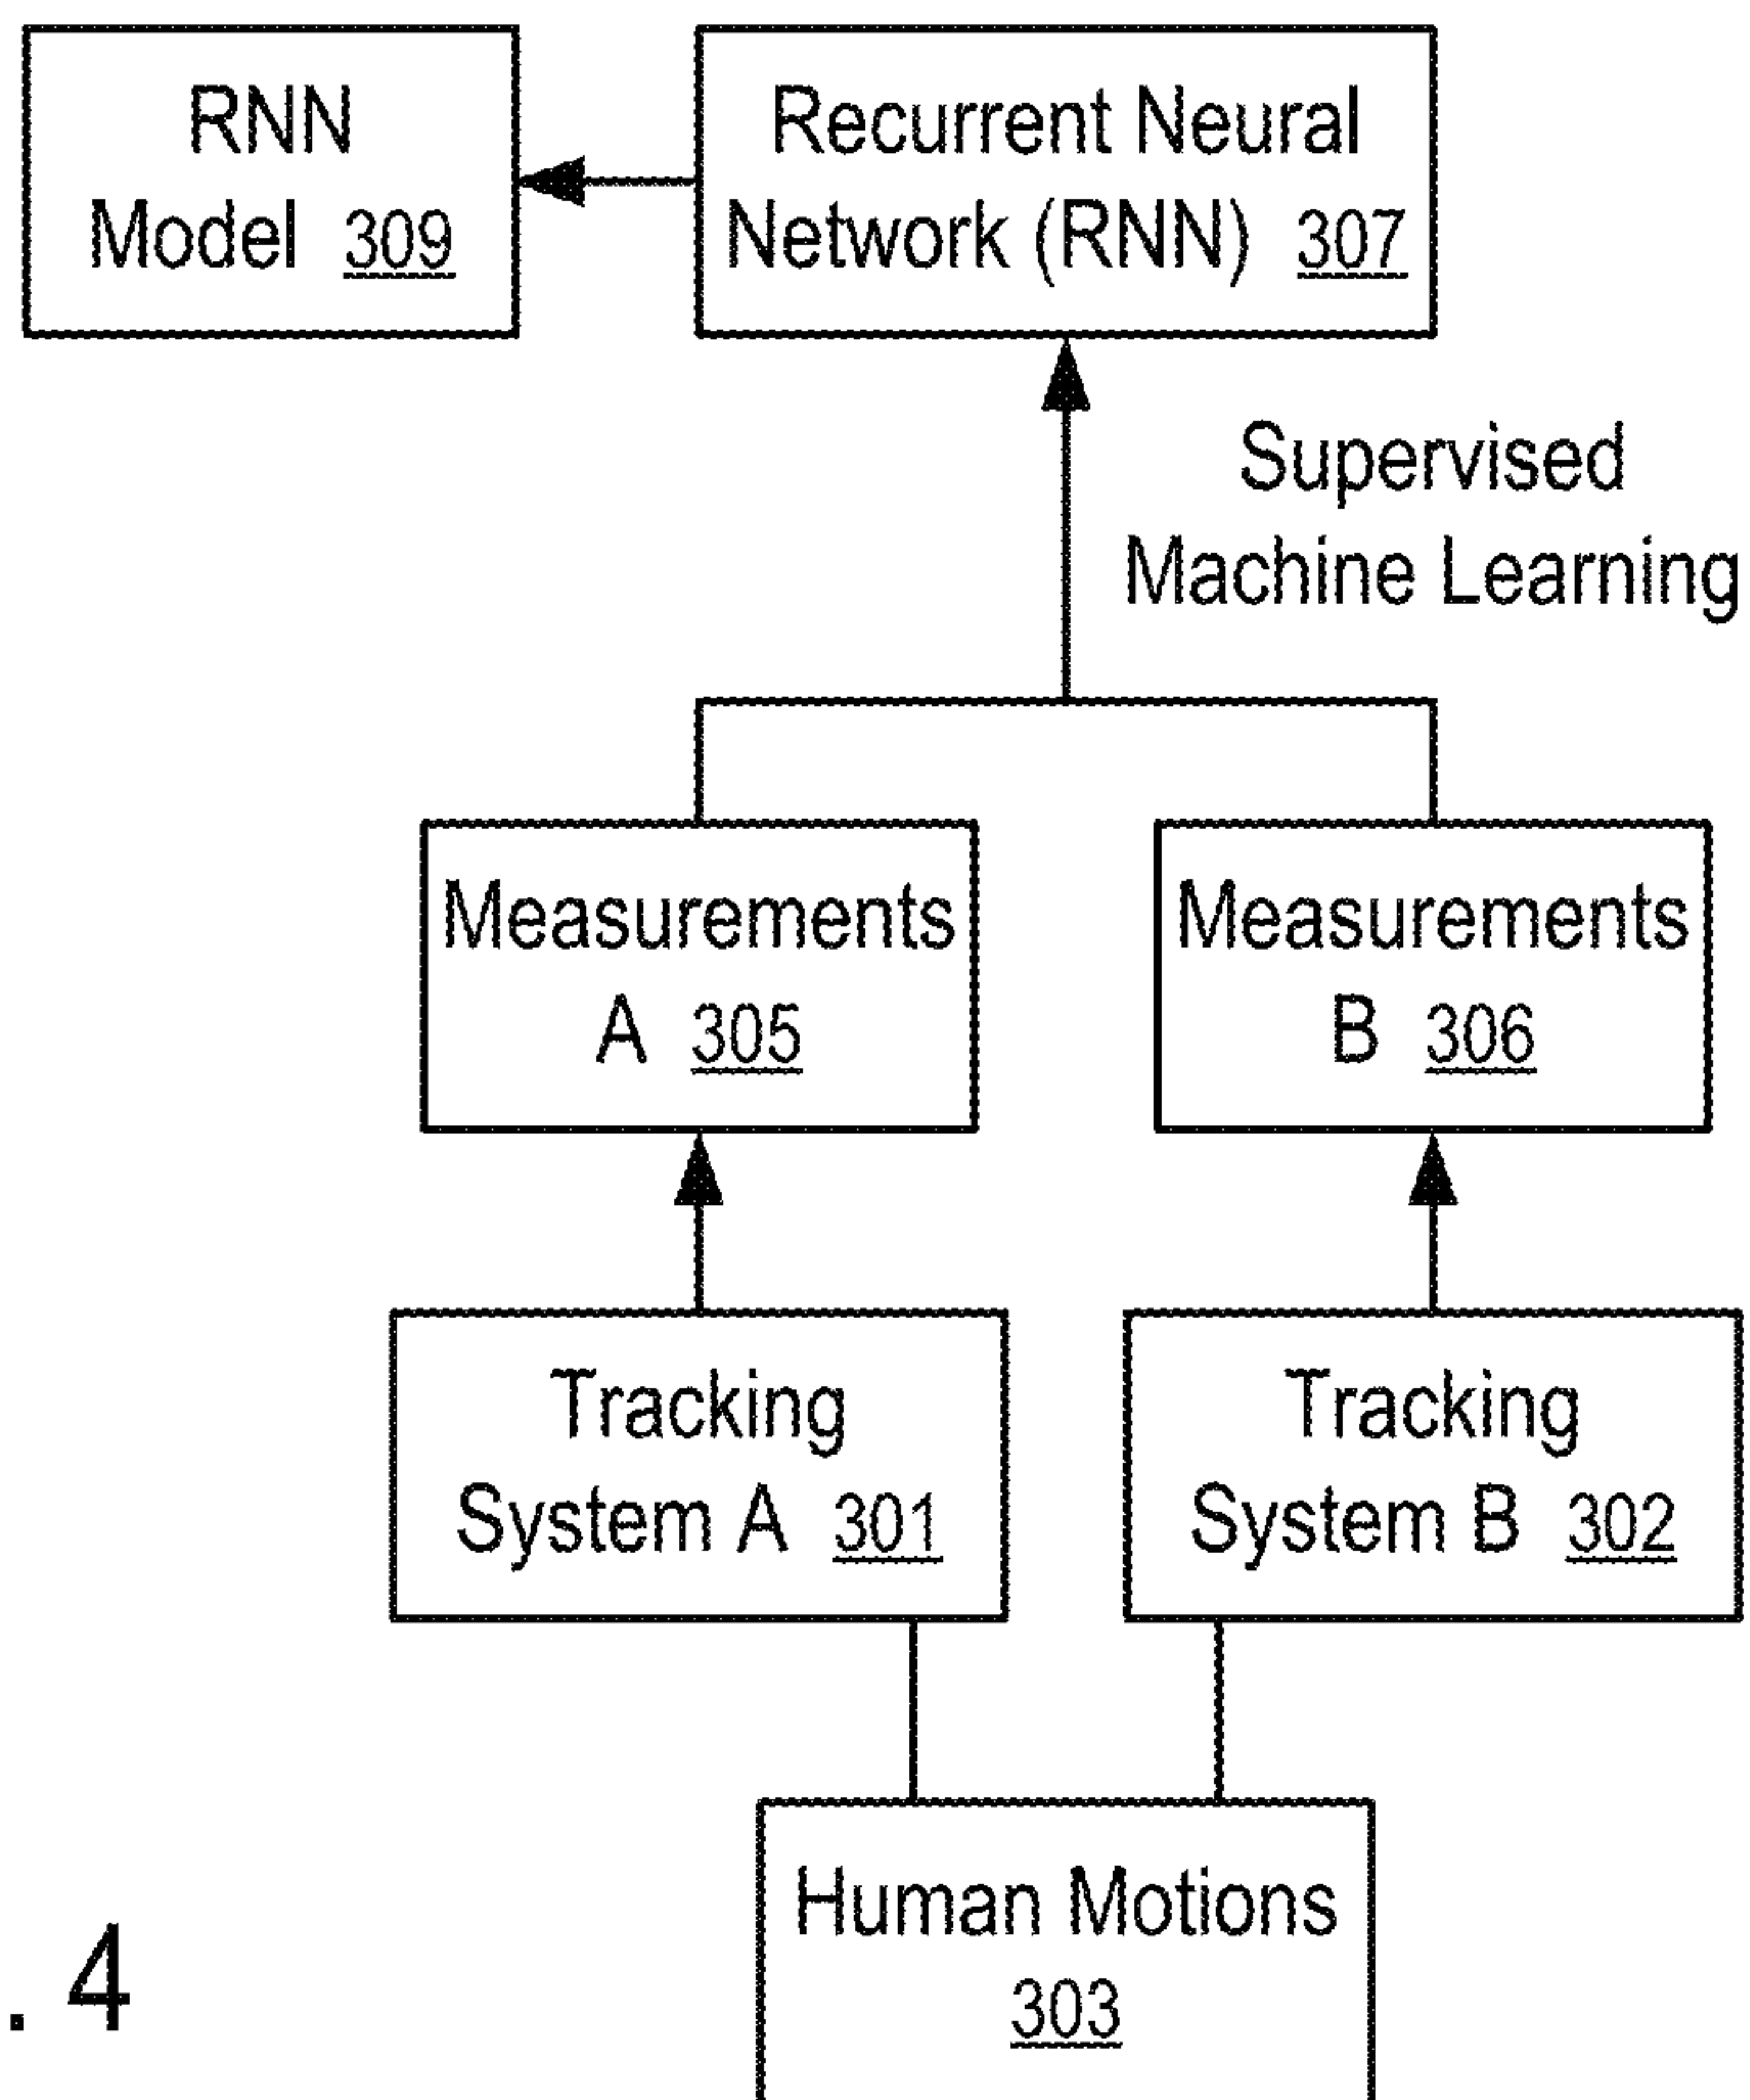 RNN
Model 309
Recurrent Neural
Network (RNN) 307
Supervised
Machine Learning
Measurements
A 305
Measurements
B 306
Tracking
System A 301
Tracking
System B 302
Human Motions
303
. 4